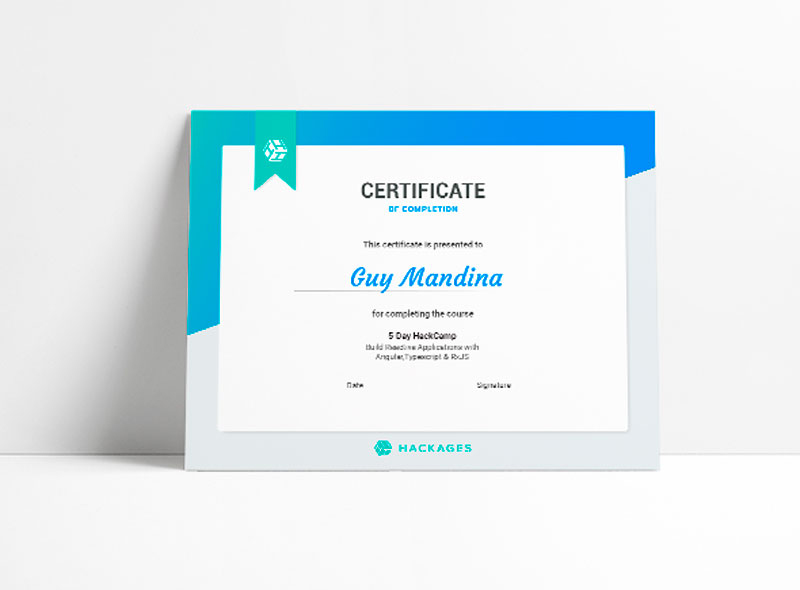 CERTIFICATE
OF COMPLETION
This certificate is presented to
Guy Mandina
for completing the course
5 Day HackCamp
Build Reactive Applications with
Angular,Typescript & RxJS
Date Signature
HACKAGES